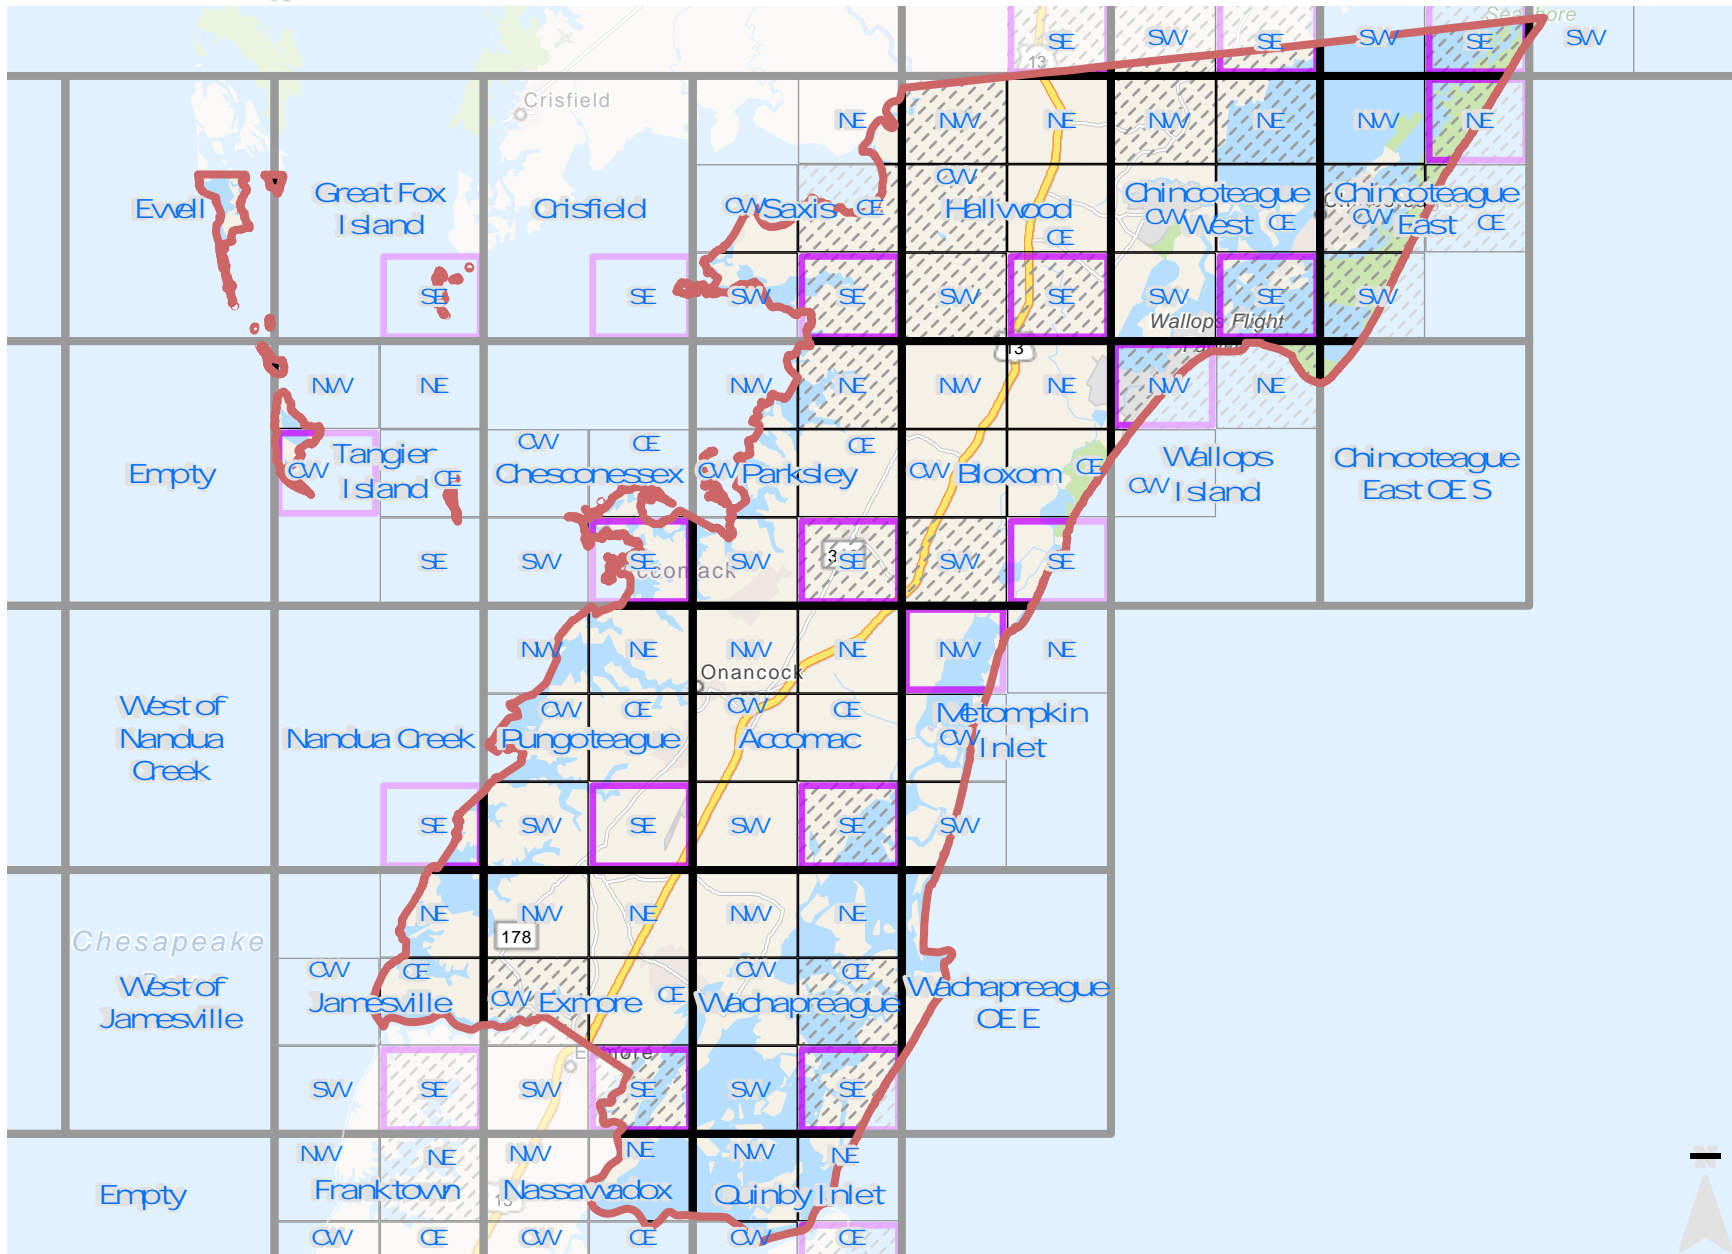 Seashore
SE
SW
SE
SW
SE
SW
13
Crisfield
NE
NW
NE
NW
NE
NW
NE
Ewell
Great Fox
Island
Crisfield
CW
Saxis
CE
CW
Hallwood
CE
Chincoteague
West
CW
CE
Chincoteague
East
CW
CE
SE
SE
SW
SE
SW
SE
SW
SE
SW
Wallops Flight
13
NW
NE
NW
NE
NW
NE
NW
NE
Empty
CW
Tangier
Island
CE
CW
CE
Chesconessex
CW
Parksley
CE
CW
Bloxom
CE
Wallops
Island
CW
Chincoteague
East OE S
SE
SW
SE
SW
SE
SW
SE
NW
NE
NW
NE
NW
NE
Onancock
West of
Nandua
Creek
Nandua Creek
CW
CE
Pungoteague
CW
CE
Accomac
Metompkin
Inlet
CW
SE
SW
SE
SW
SE
SW
NE
NW
NE
NW
NE
178
Chesapeake
West of
Jamesville
CW
CE
Jamesville
CW
Exmore
CE
CW
CE
Wachapreague
Wachapreague
OE E
SW
SE
SW
SE
SW
SE
NW
NE
NW
NE
NW
NE
Empty
Franktown
13
Nassawadox
Quinby Inlet
CW
CE
CW
CE
CW
CE